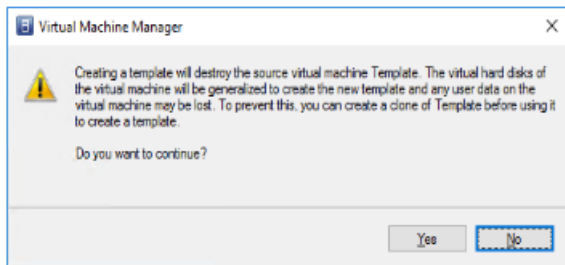 Virtual Machine Manager
Creating a template will destroy the source virtual machine Template. The virtual hard disks of
the virtual machine will be generalized to create the new template and any user data on the
virtual machine may be lost. To prevent this, you can create a clone of Template before using it
to create a template.
Do you want to continue?
Yes
No